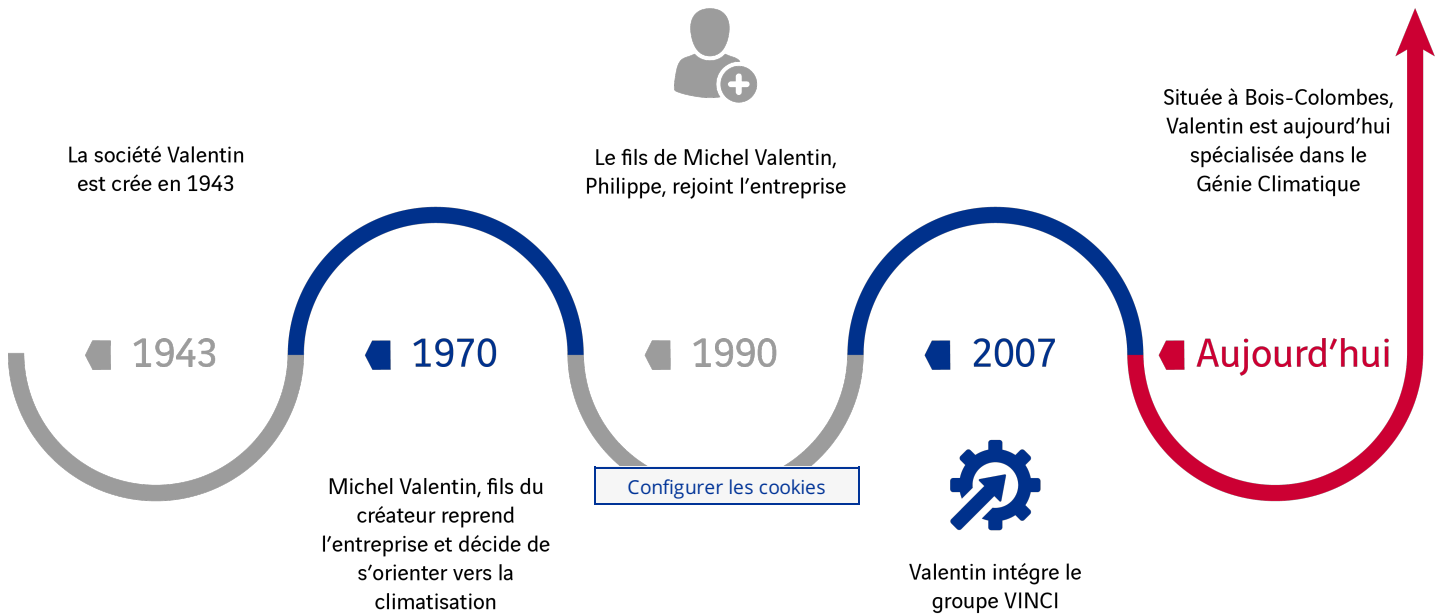 La société Valentin
est crée en 1943
Le fils de Michel Valentin,
Philippe, rejoint l'entreprise
Située à Bois-Colombes,
Valentin est aujourd'hui
spécialisée dans le
Génie Climatique
1943
1970
1990
2007
Aujourd'hui
Michel Valentin, fils du
créateur reprend
l'entreprise et décide de
s'orienter vers la
climatisation
Configurer les cookies
Valentin intégre le
groupe VINCI